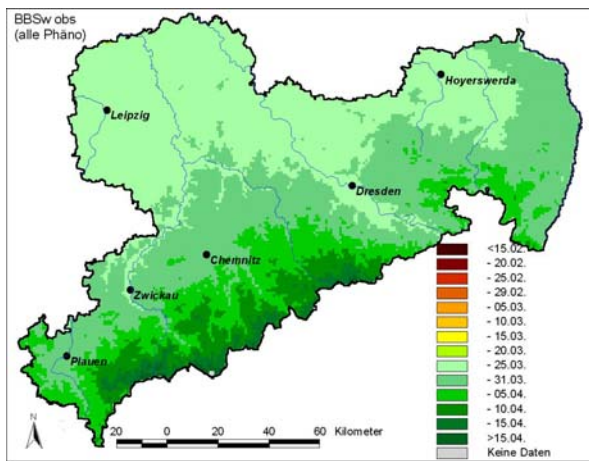 BBSw obs
(alle Phäno)
Hoyerswerda
Leipzig
Dresden
Chemnitz
Zwickau
Plauen
<15.02.
- 20.02.
- 25.02.
- 29.02.
- 05.03.
- 10.03.
- 15.03.
- 20.03.
- 25.03.
- 31.03.
- 05.04.
- 10.04.
- 15.04.
>15.04.
Keine Daten
N
20 0 20 40 60 Kilometer